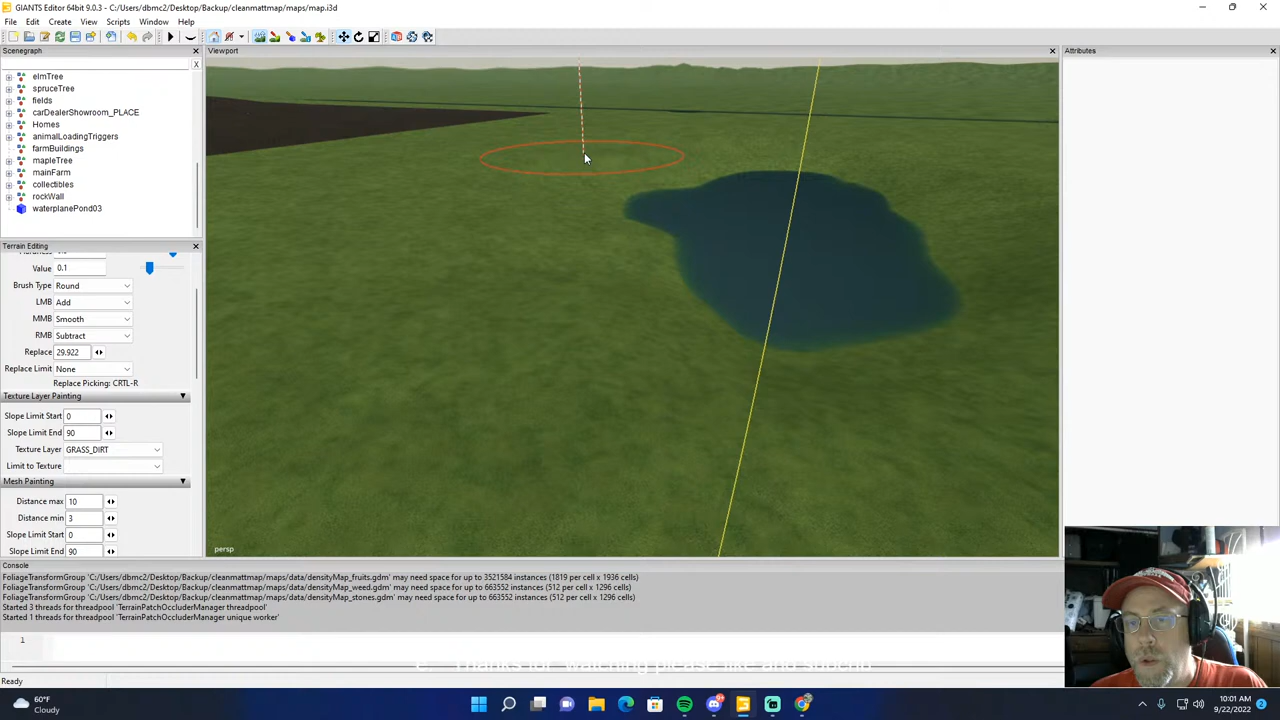 GIANTS Editor 64bit 9.0.3 - C:/Users/dbmc2/Desktop/Backup/cleanmattmap/maps/map.i3d
File Edit Create View Scripts Window Help
Scenegraph
X
elmTree
spruceTree
fields
carDealerShowroom_PLACE
Homes
animalLoadingTriggers
farmBuildings
mapleTree
mainFarm
collectibles
rockWall
waterplanePond03
Terrain Editing
Value 0.1
Brush Type Round
LMB Add
MMB Smooth
RMB Subtract
Replace 29.922
Replace Limit None
Replace Picking: CRTL-R
Texture Layer Painting
Slope Limit Start 0
Slope Limit End 90
Texture Layer GRASS_DIRT
Limit to Texture
Mesh Painting
Distance max 10
Distance min 3
Slope Limit Start 0
Slope Limit End 90
Viewport
persp
Attributes
Console
FoliageTransformGroup 'C:/Users/dbmc2/Desktop/Backup/cleanmattmap/maps/data/densityMap_fruits.gdm' may need space for up to 3521584 instances (1819 per cell x 1936 cells)
FoliageTransformGroup 'C:/Users/dbmc2/Desktop/Backup/cleanmattmap/maps/data/densityMap_weed.gdm' may need space for up to 663552 instances (512 per cell x 1296 cells)
FoliageTransformGroup 'C:/Users/dbmc2/Desktop/Backup/cleanmattmap/maps/data/densityMap_stones.gdm' may need space for up to 663552 instances (512 per cell x 1296 cells)
Started 3 threads for threadpool 'TerrainPatchOccluderManager threadpool'
Started 1 threads for threadpool 'TerrainPatchOccluderManager unique worker'
1
Thanks for watching please like and
Ready
60°F
Cloudy
10:01 AM
9/22/2022